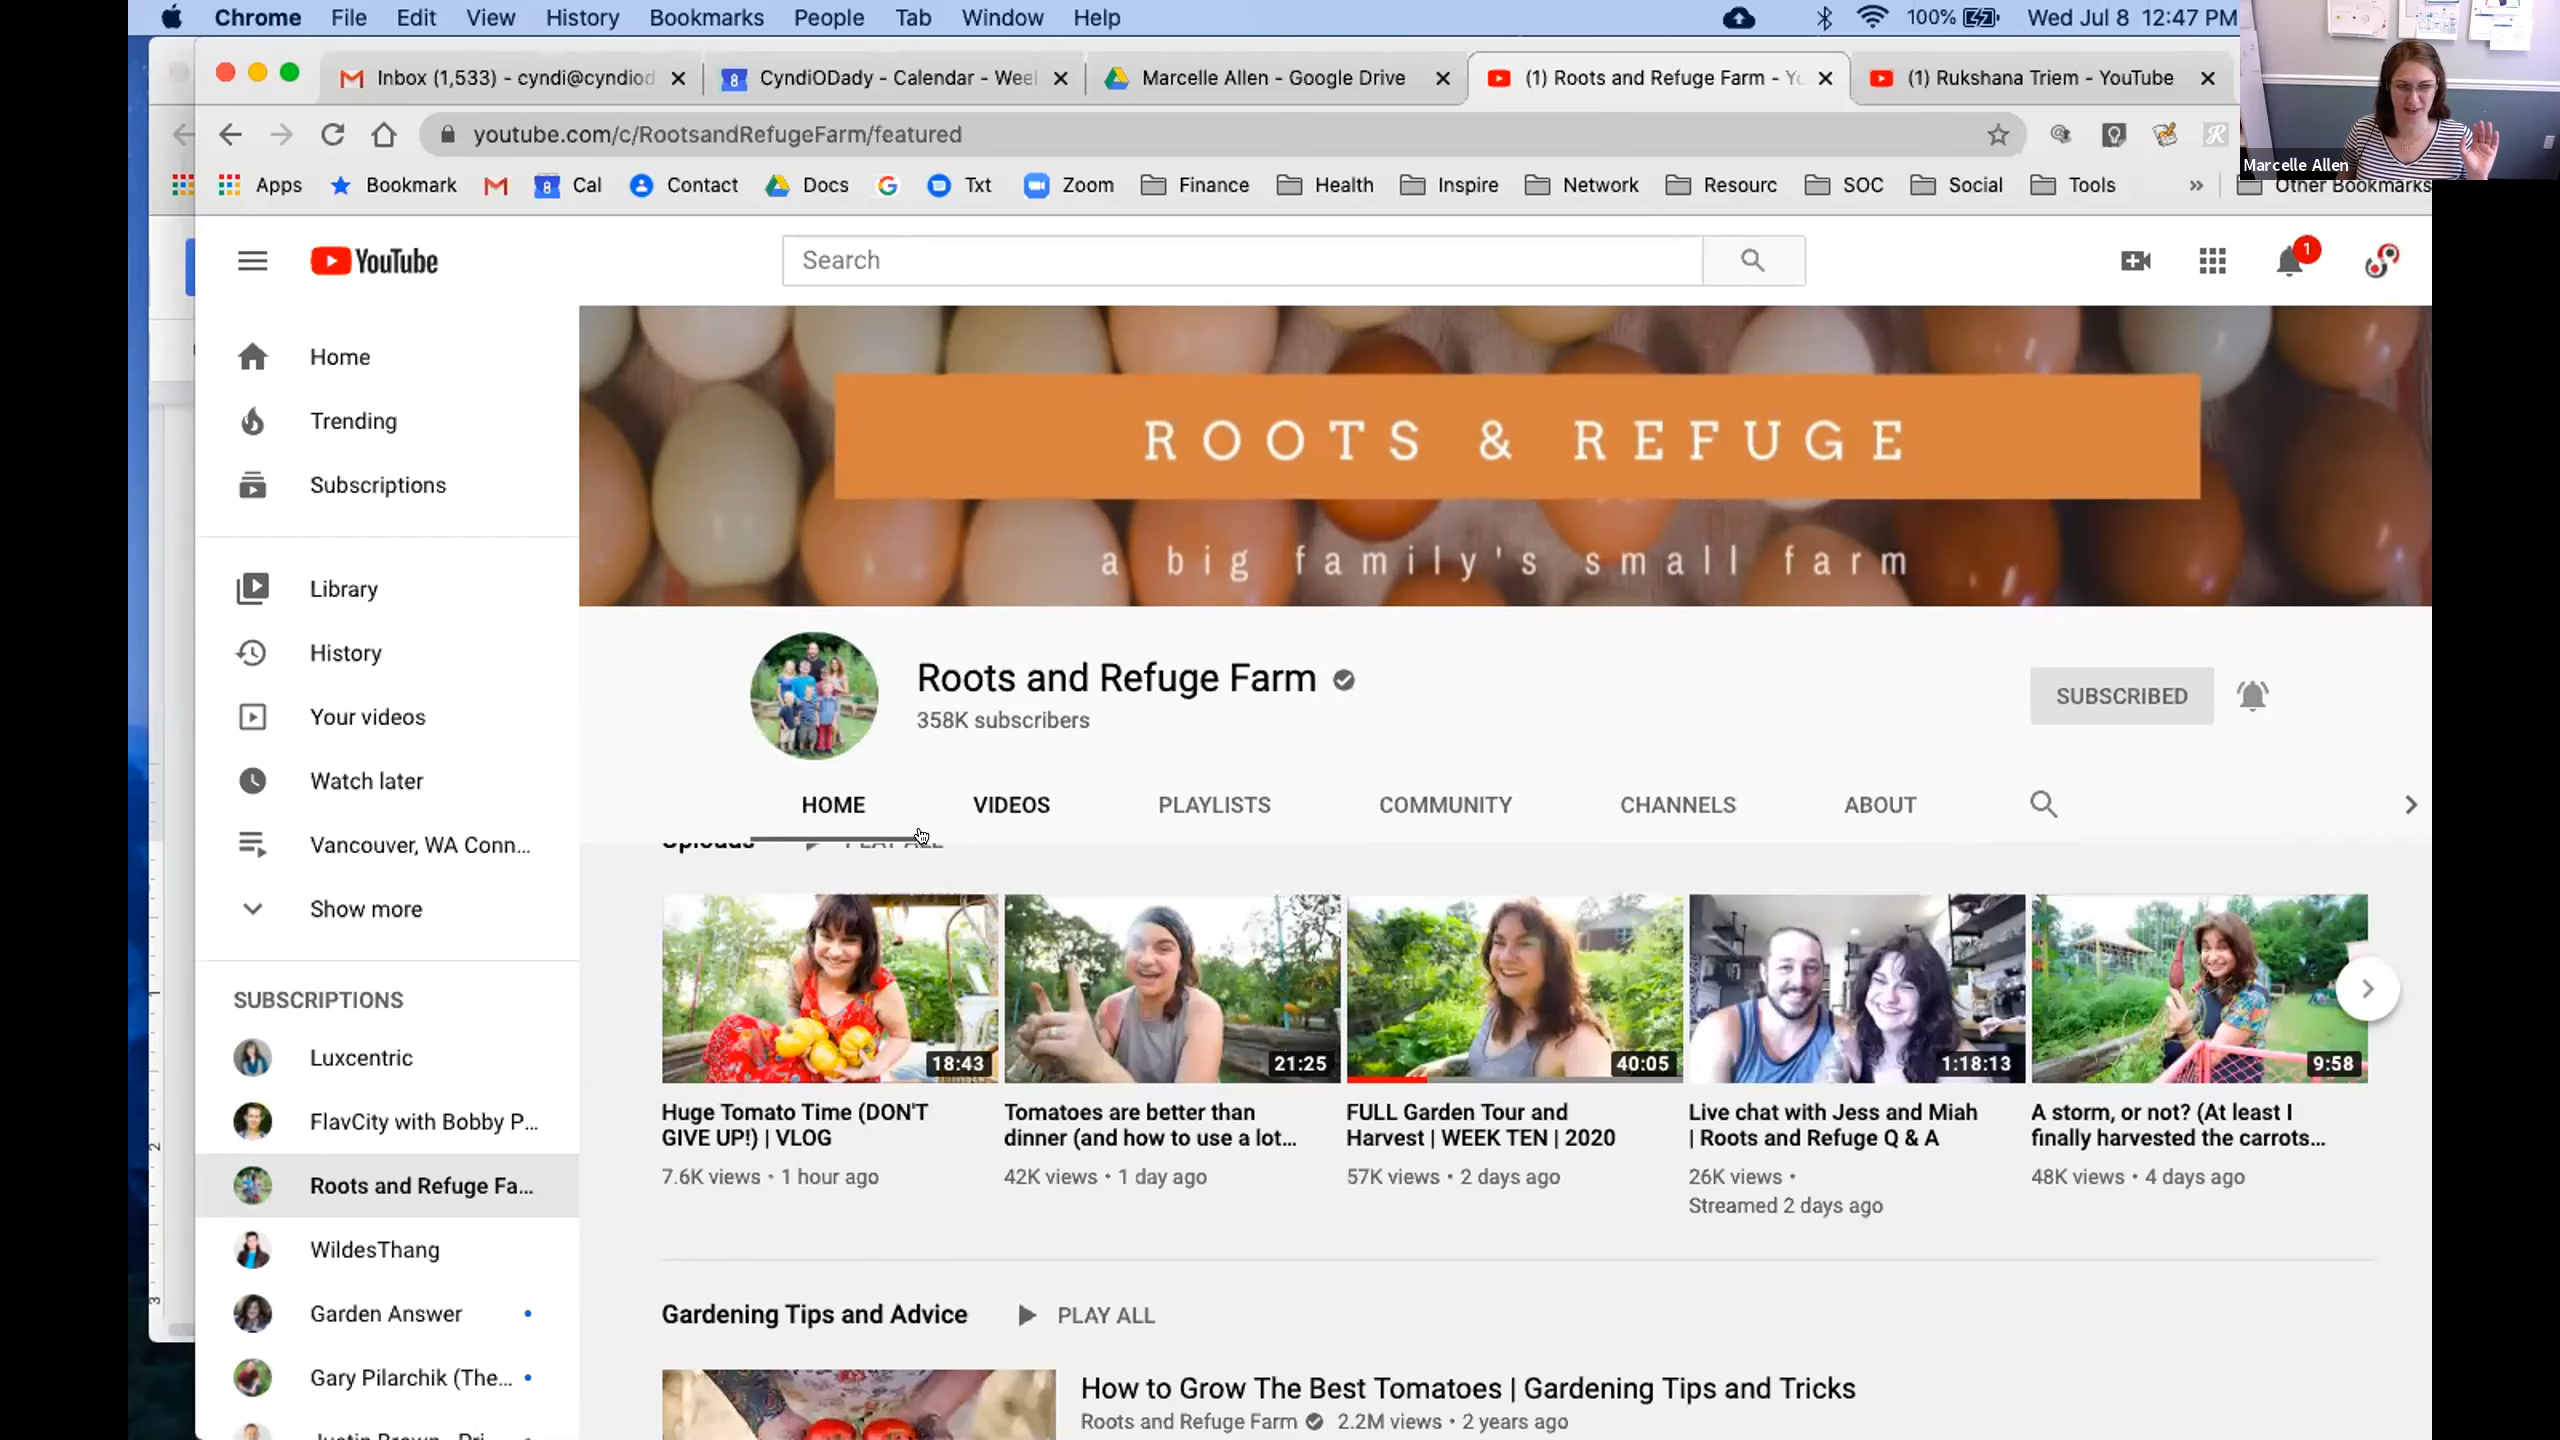 Chrome File Edit View History Bookmarks People Tab Window Help 100% Wed Jul 8 12:47 PM
Inbox (1,533) - cyndi@cyndiod
CyndiODady - Calendar - Wee
Marcelle Allen - Google Drive
(1) Roots and Refuge Farm - Yo
(1) Rukshana Triem - YouTube
youtube.com/c/RootsandRefugeFarm/featured
Marcelle Allen
Apps Bookmark Cal Contact Docs Txt Zoom Finance Health Inspire Network Resourc SOC Social Tools » Other Bookmarks
YouTube
Search
1
Home
Trending
Subscriptions
Library
History
Your videos
Watch later
Vancouver, WA Conn...
Show more
SUBSCRIPTIONS
Luxcentric
FlavCity with Bobby P...
Roots and Refuge Fa...
WildesThang
Garden Answer
Gary Pilarchik (The...
ROOTS & REFUGE
a big family's small farm
Roots and Refuge Farm
358K subscribers
SUBSCRIBED
HOME VIDEOS PLAYLISTS COMMUNITY CHANNELS ABOUT
Uploads PLAY ALL
18:43
Huge Tomato Time (DON'T
GIVE UP!) | VLOG
7.6K views • 1 hour ago
21:25
Tomatoes are better than
dinner (and how to use a lot...
42K views • 1 day ago
40:05
FULL Garden Tour and
Harvest | WEEK TEN | 2020
57K views • 2 days ago
1:18:13
Live chat with Jess and Miah
| Roots and Refuge Q & A
26K views •
Streamed 2 days ago
9:58
A storm, or not? (At least I
finally harvested the carrots...
48K views • 4 days ago
Gardening Tips and Advice PLAY ALL
How to Grow The Best Tomatoes | Gardening Tips and Tricks
Roots and Refuge Farm 2.2M views • 2 years ago